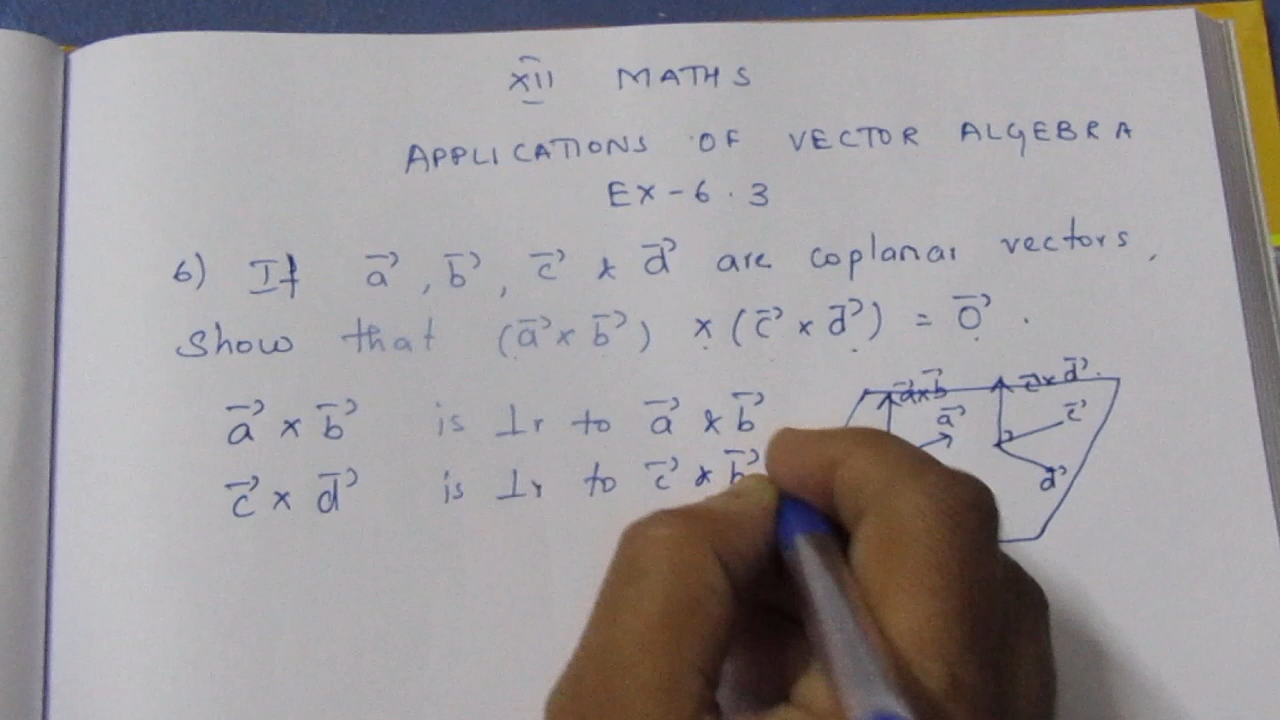 XII MATHS
APPLICATIONS OF VECTOR ALGEBRA
EX-6.3
6) If a⃗, b⃗, c⃗ & d⃗ are coplanar vectors,
show that (a⃗ × b⃗) × (c⃗ × d⃗) = 0⃗.
a⃗ × b⃗ is ⊥r to a⃗ & b⃗
c⃗ × d⃗ is ⊥r to c⃗ &
a⃗×b⃗ c⃗×d⃗.
a⃗ c⃗
d⃗